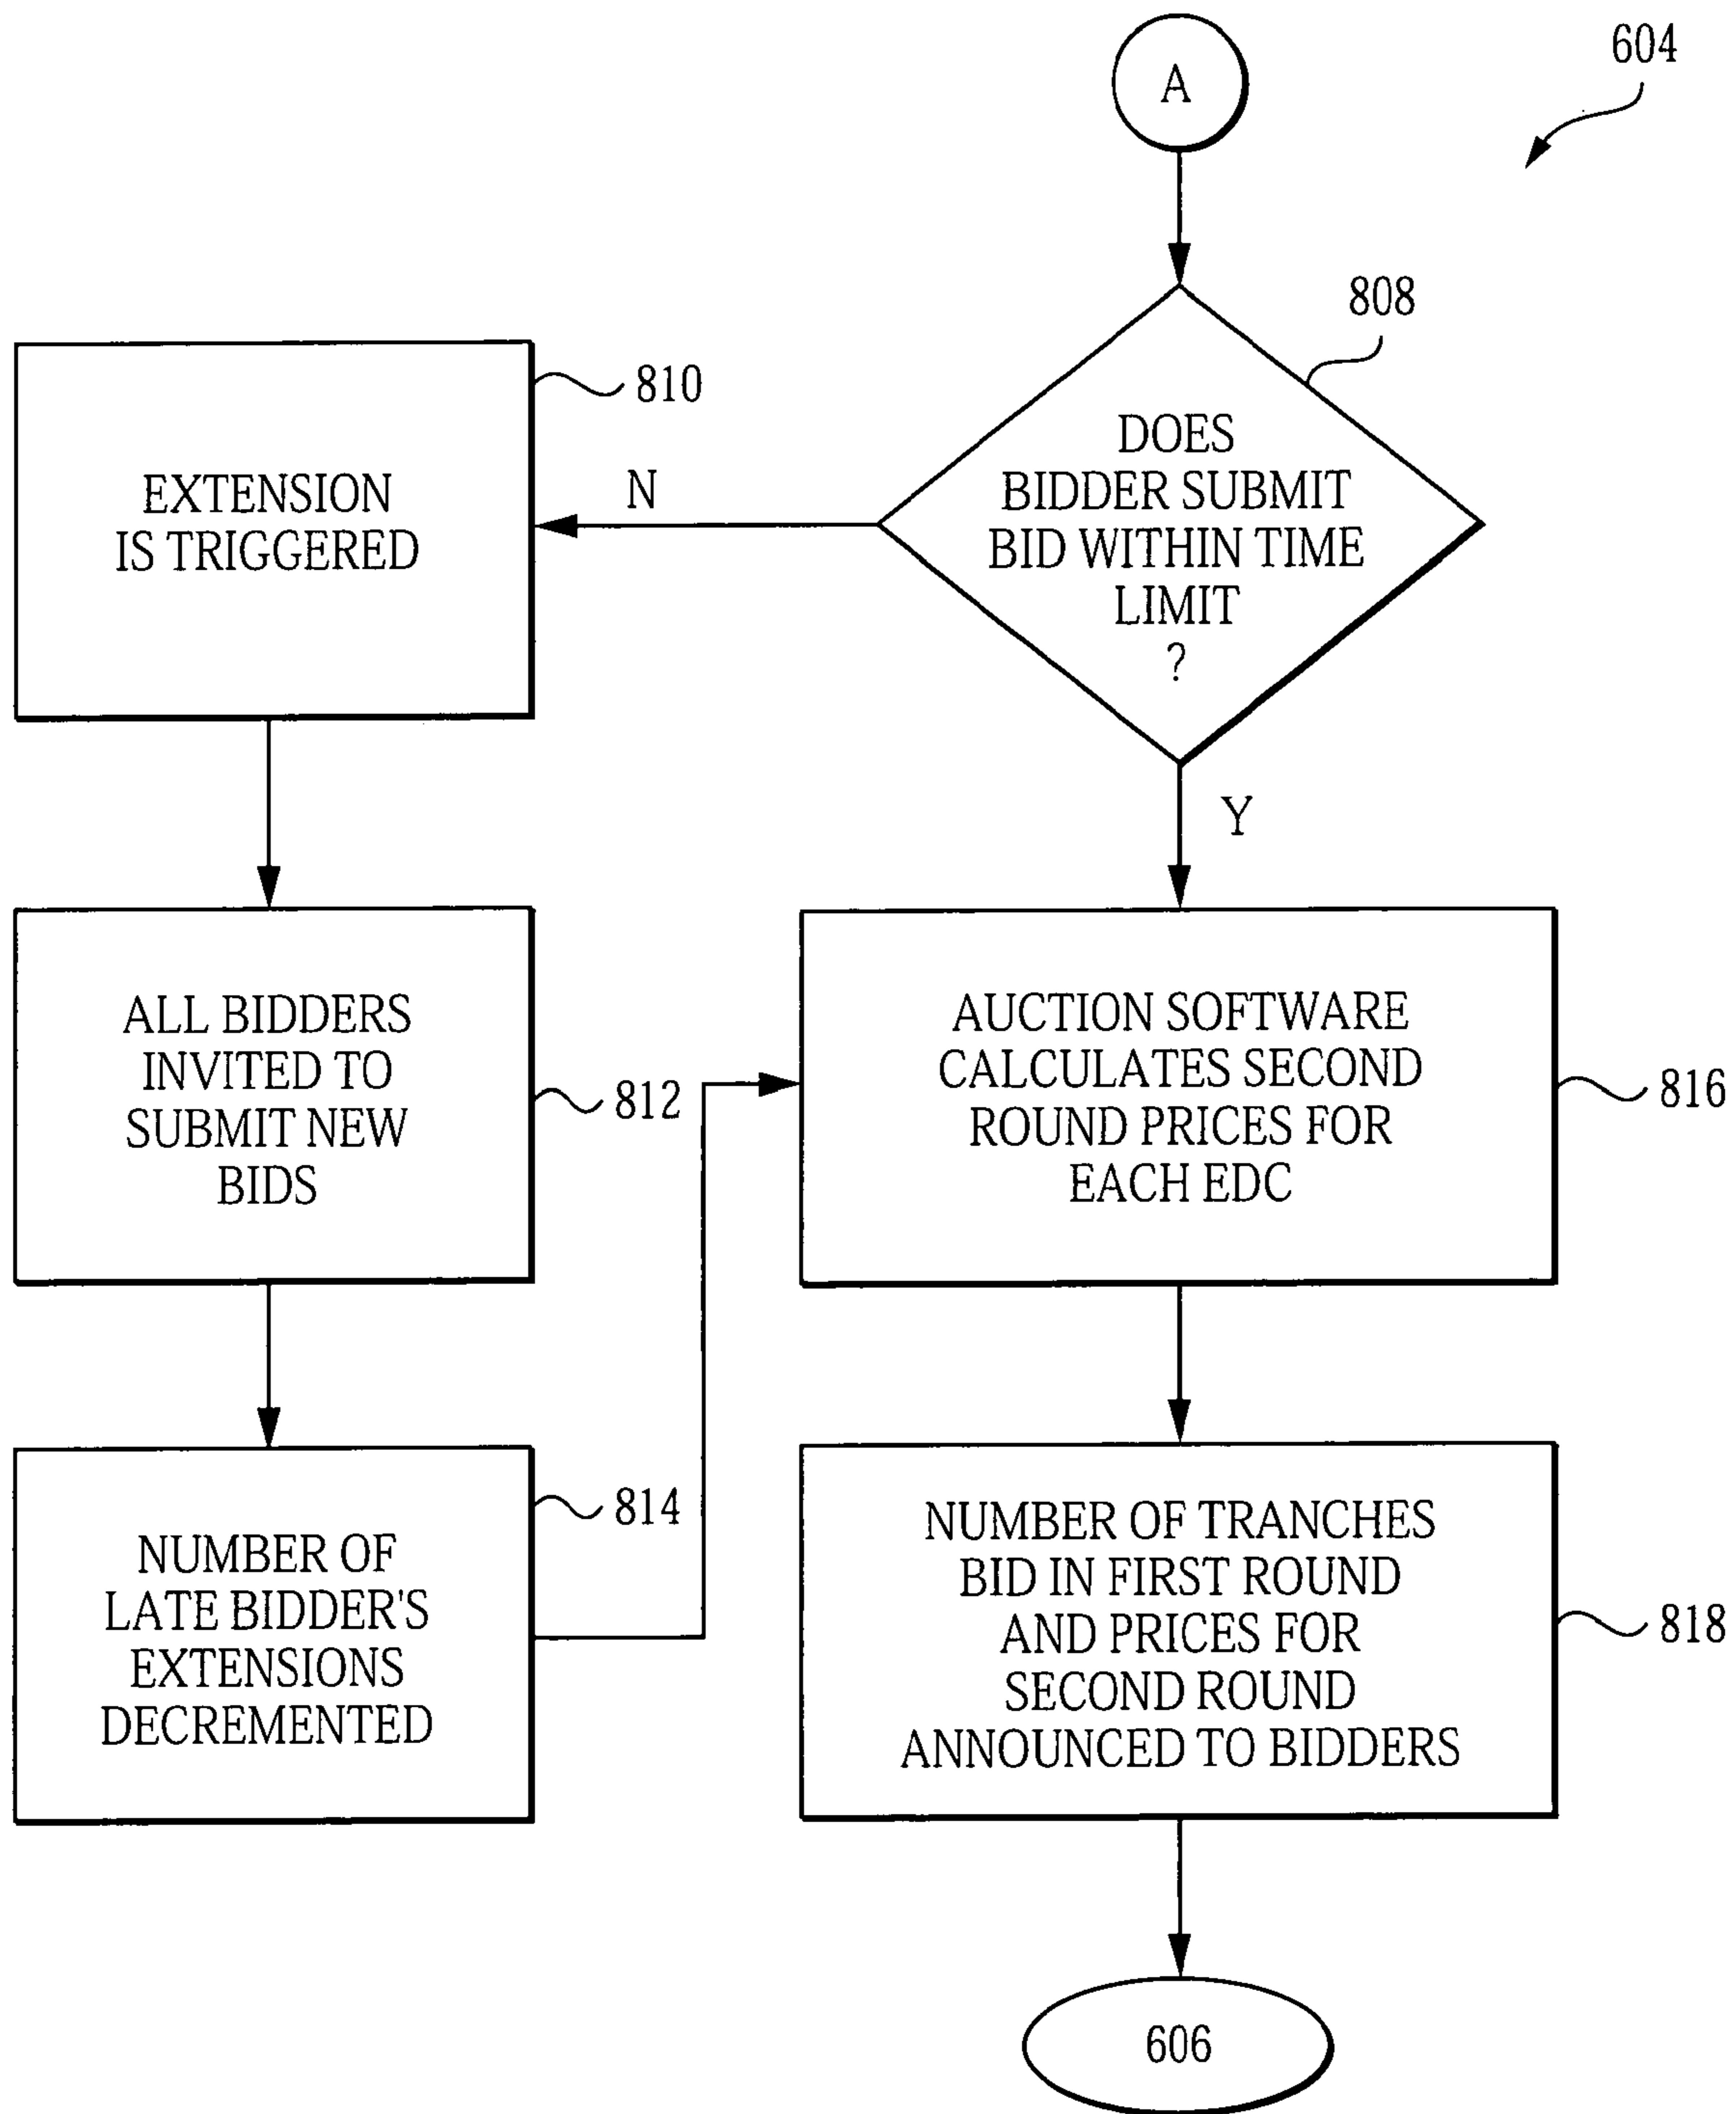 604
A
808
DOES
BIDDER SUBMIT
BID WITHIN TIME
LIMIT
?
N
Y
810
EXTENSION
IS TRIGGERED
ALL BIDDERS
INVITED TO
SUBMIT NEW
BIDS
812
NUMBER OF
LATE BIDDER'S
EXTENSIONS
DECREMENTED
814
AUCTION SOFTWARE
CALCULATES SECOND
ROUND PRICES FOR
EACH EDC
816
NUMBER OF TRANCHES
BID IN FIRST ROUND
AND PRICES FOR
SECOND ROUND
ANNOUNCED TO BIDDERS
818
606